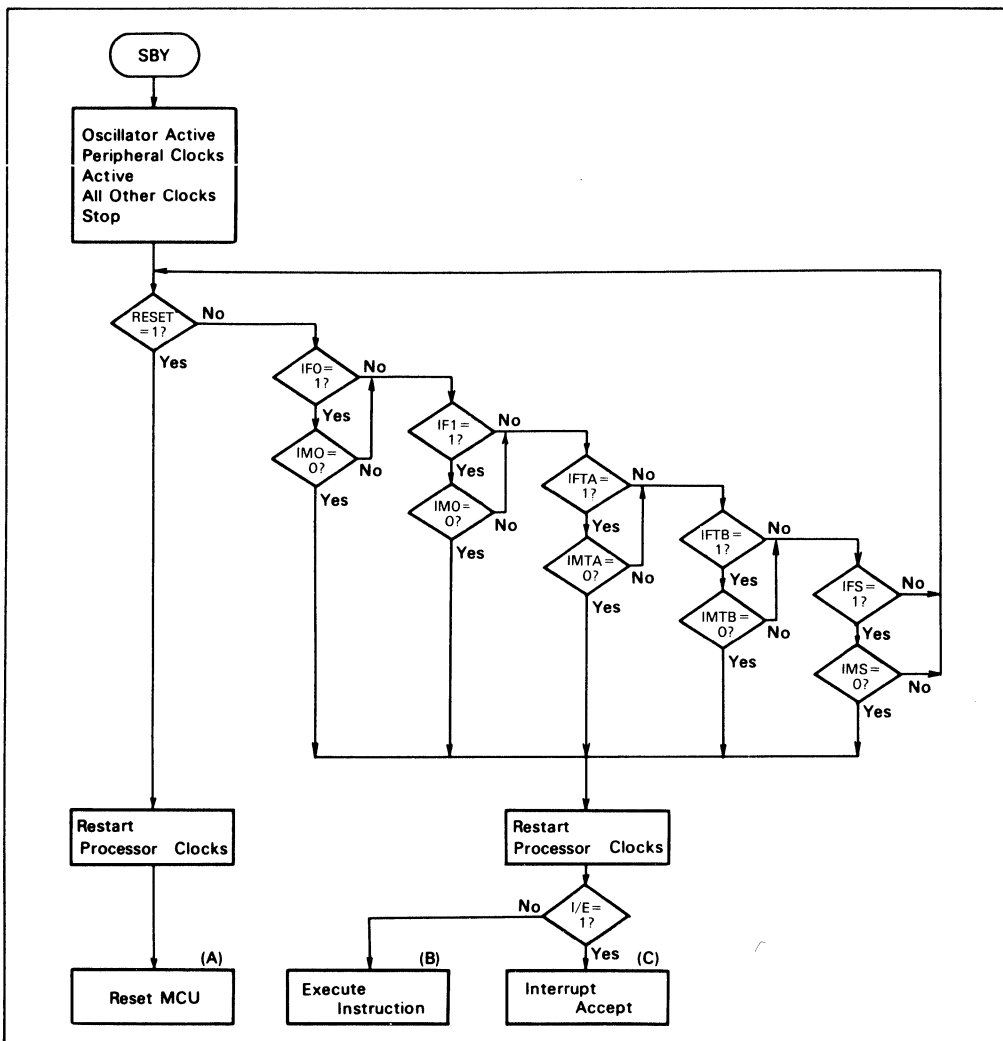 SBY
Oscillator Active
Peripheral Clocks
Active
All Other Clocks
Stop
RESET
=1?
No
Yes
IF0=
1?
No
Yes
IM0=
0?
No
Yes
IF1=
1?
No
Yes
IM0=
0?
No
Yes
IFTA=
1?
No
Yes
IMTA=
0?
No
Yes
IFTB=
1?
No
Yes
IMTB=
0?
No
Yes
IFS=
1?
No
Yes
IMS=
0?
No
Yes
Restart
Processor Clocks
Restart
Processor Clocks
I/E=
1?
No
Yes
(A)
Reset MCU
(B)
Execute
Instruction
(C)
Interrupt
Accept